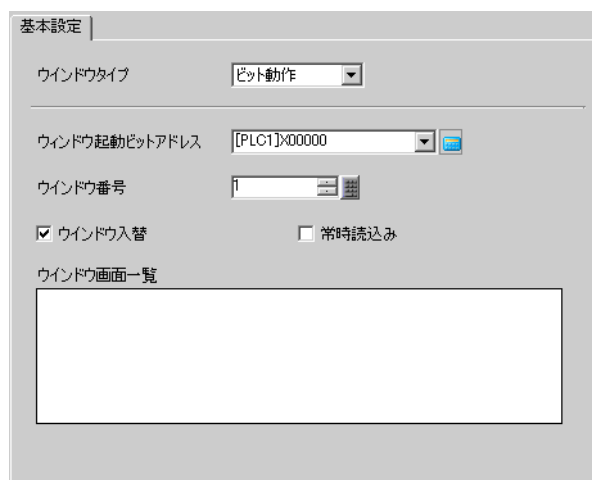 基本設定
ウインドウタイプ ビット動作
ウィンドウ起動ビットアドレス [PLC1]X00000
ウインドウ番号 1
ウインドウ入替 常時読込み
ウインドウ画面一覧